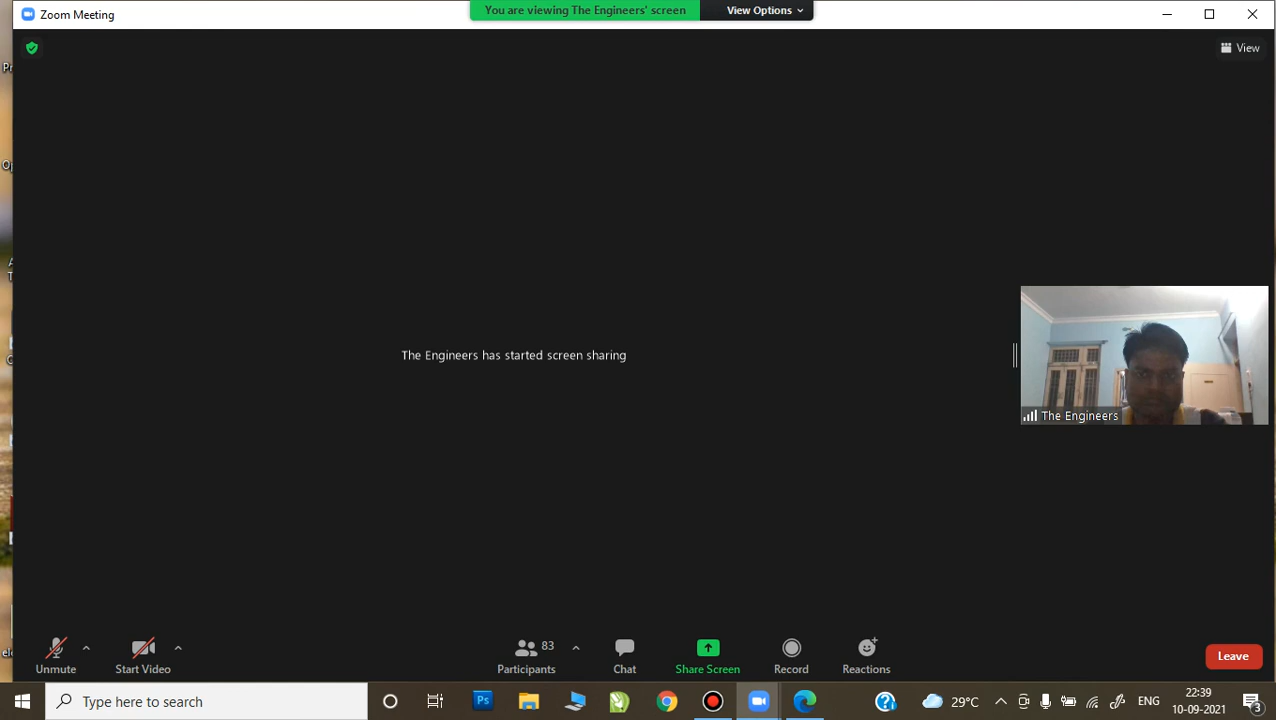 Zoom Meeting
You are viewing The Engineers' screen
View Options
View
The Engineers has started screen sharing
The Engineers
83
Unmute
Start Video
Participants
Chat
Share Screen
Record
Reactions
Leave
Type here to search
Ps
29°C
ENG
22:39
10-09-2021
3